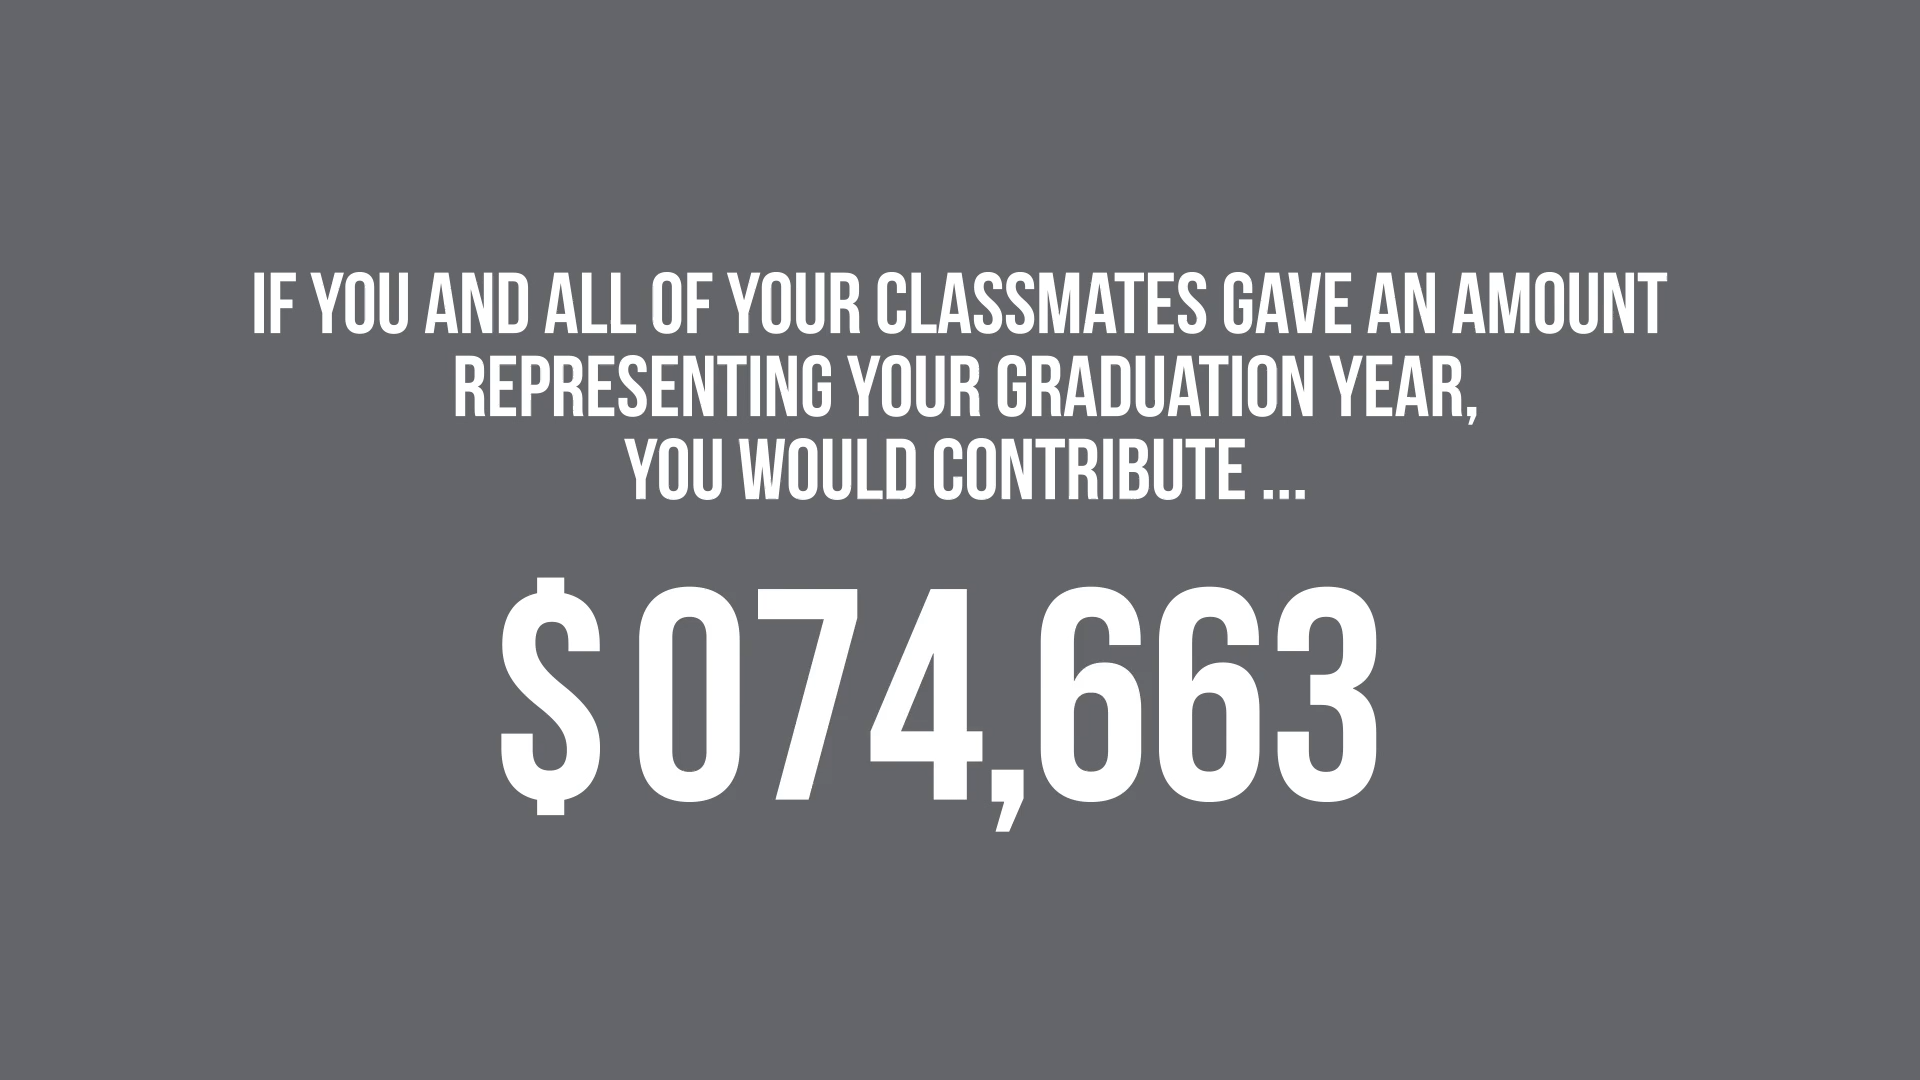 IF YOU AND ALL OF YOUR CLASSMATES GAVE AN AMOUNT
REPRESENTING YOUR GRADUATION YEAR,
YOU WOULD CONTRIBUTE ...
$074,663